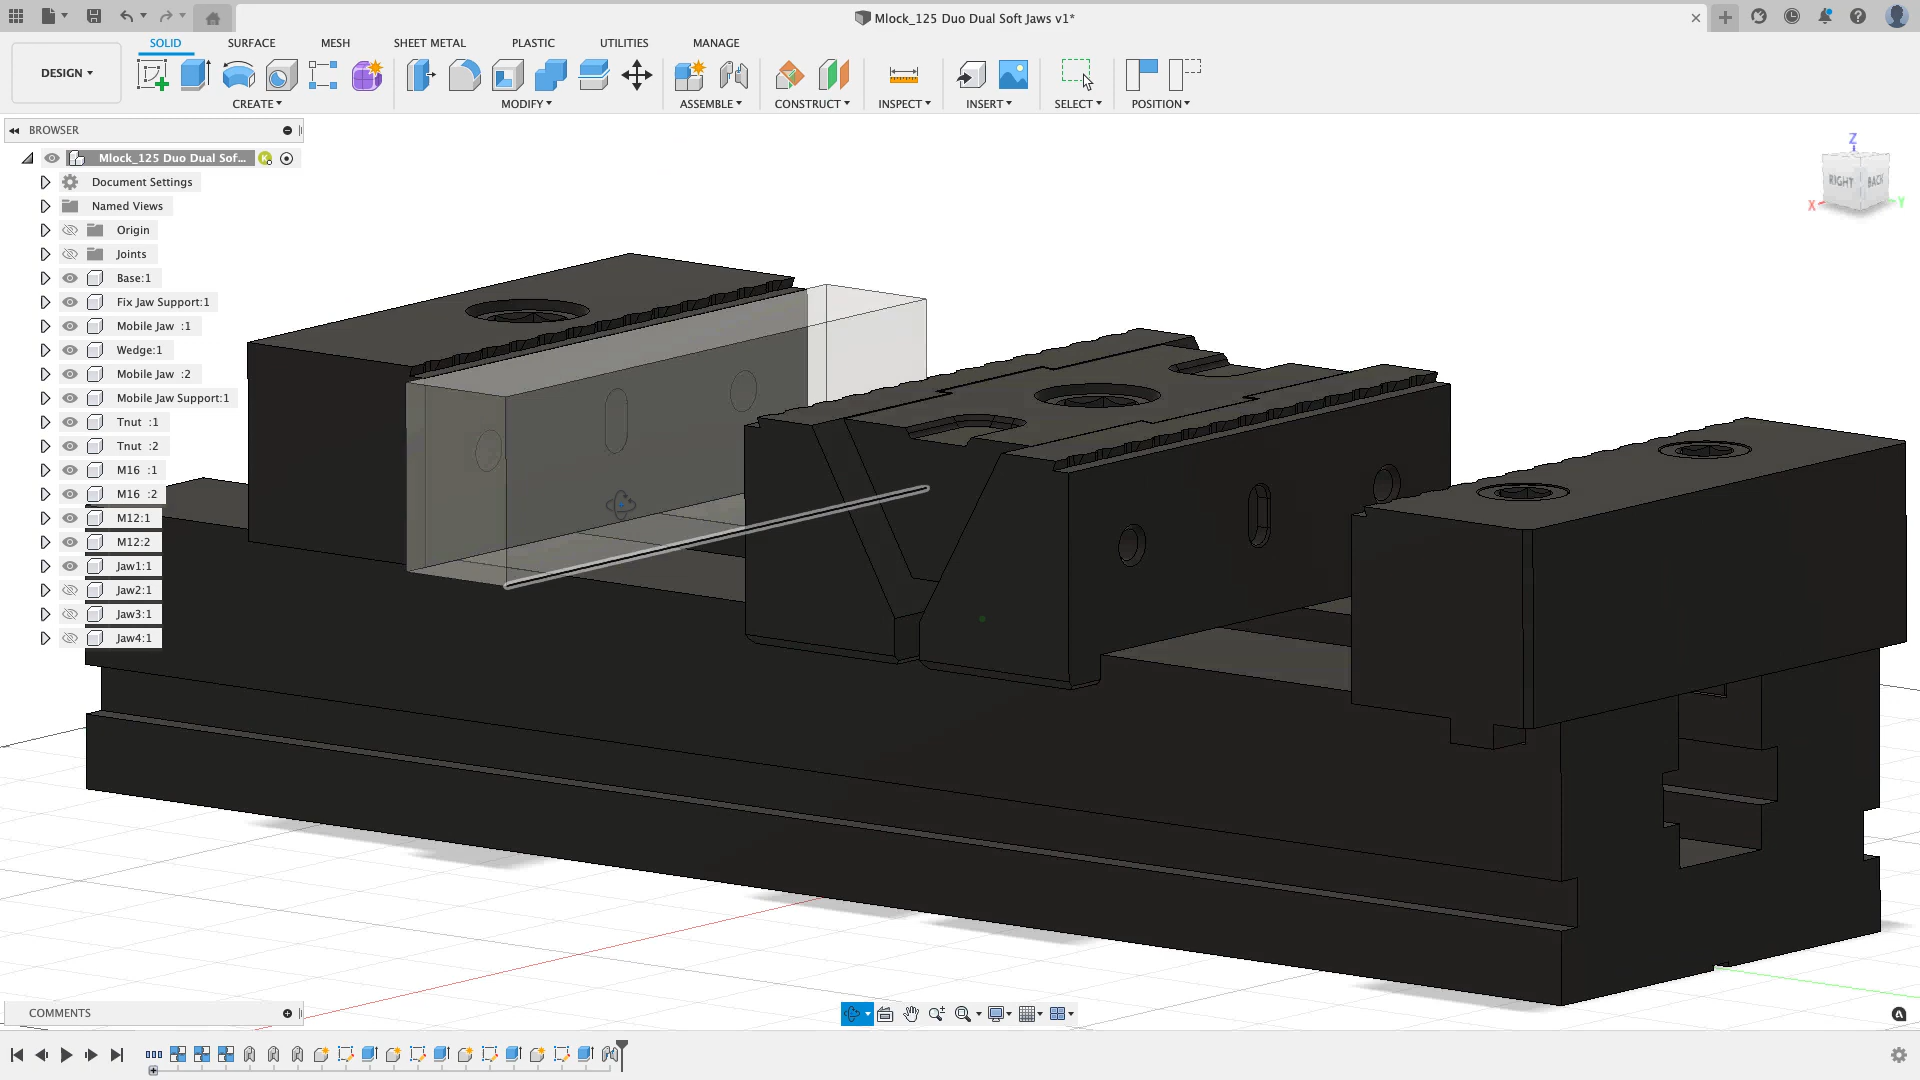 Mlock_125 Duo Dual Soft Jaws v1*
SOLID SURFACE MESH SHEET METAL PLASTIC UTILITIES MANAGE
DESIGN
CREATE MODIFY ASSEMBLE CONSTRUCT INSPECT INSERT SELECT POSITION
BROWSER
Mlock_125 Duo Dual Sof...
Document Settings
Named Views
Origin
Joints
Base:1
Fix Jaw Support:1
Mobile Jaw :1
Wedge:1
Mobile Jaw :2
Mobile Jaw Support:1
Tnut :1
Tnut :2
M16 :1
M16 :2
M12:1
M12:2
Jaw1:1
Jaw2:1
Jaw3:1
Jaw4:1
Z
RIGHT BACK
X Y
COMMENTS